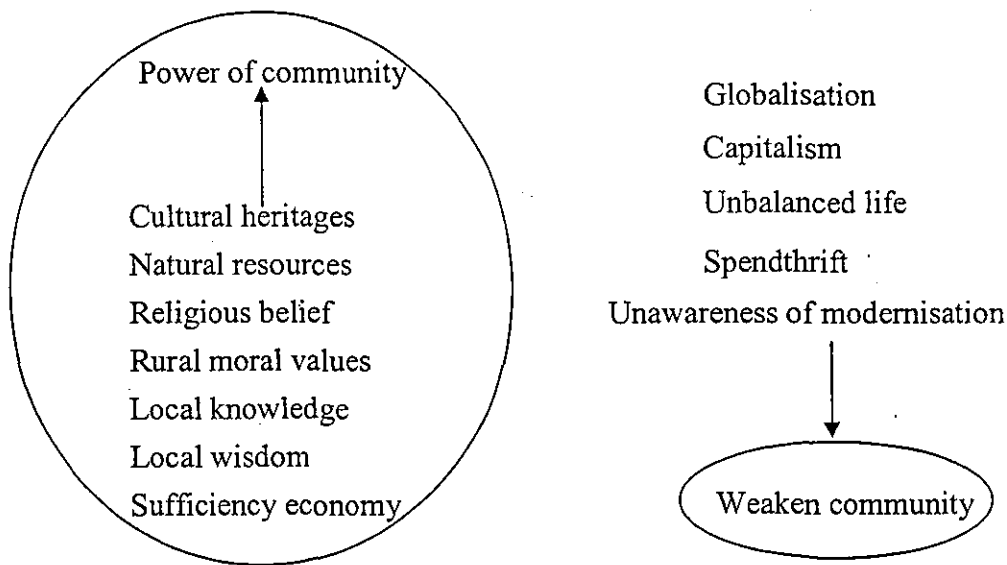 Power of community
Cultural heritages
Natural resources
Religious belief
Rural moral values
Local knowledge
Local wisdom
Sufficiency economy
Globalisation
Capitalism
Unbalanced life
Spendthrift
Unawareness of modernisation
Weaken community